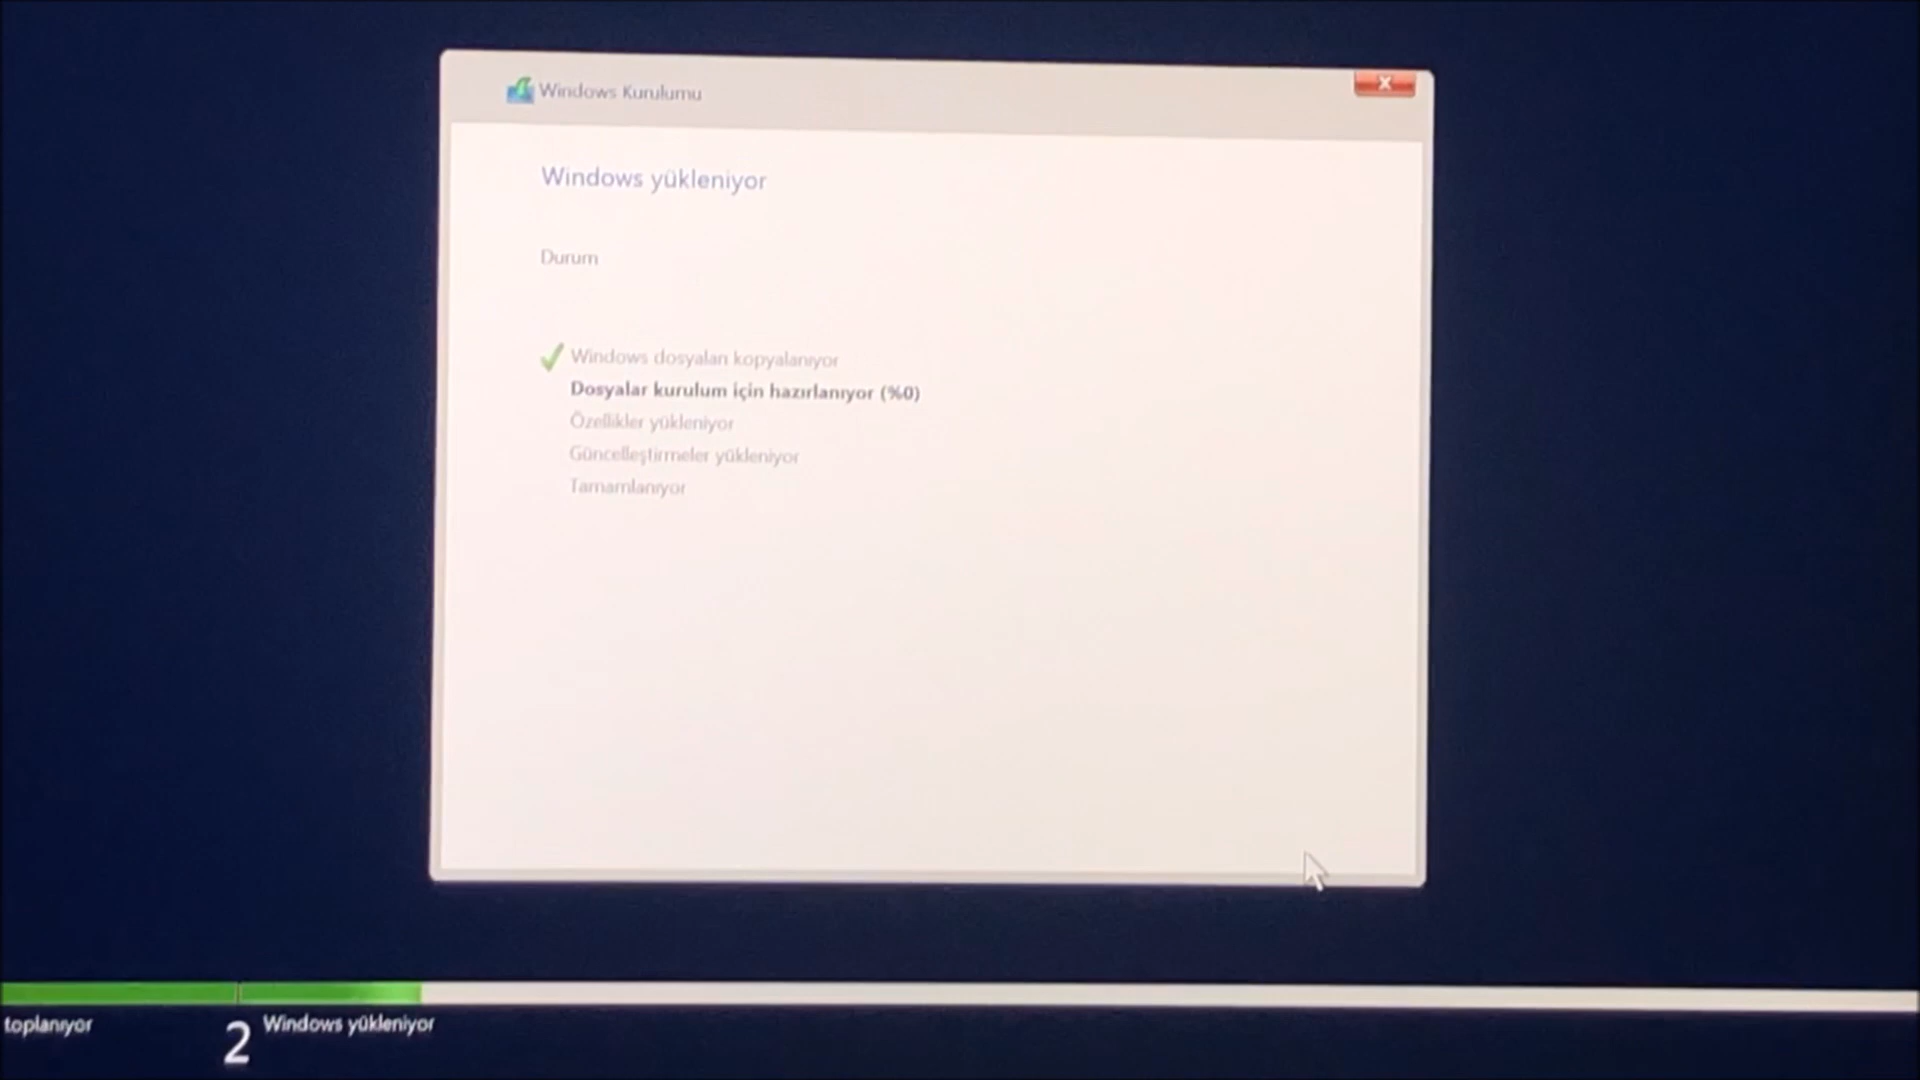 Windows Kurulumu
Windows yükleniyor
Durum
Windows dosyaları kopyalanıyor
Dosyalar kurulum için hazırlanıyor (%0)
Özellikler yükleniyor
Güncelleştirmeler yükleniyor
Tamamlanıyor
toplanıyor
2 Windows yükleniyor